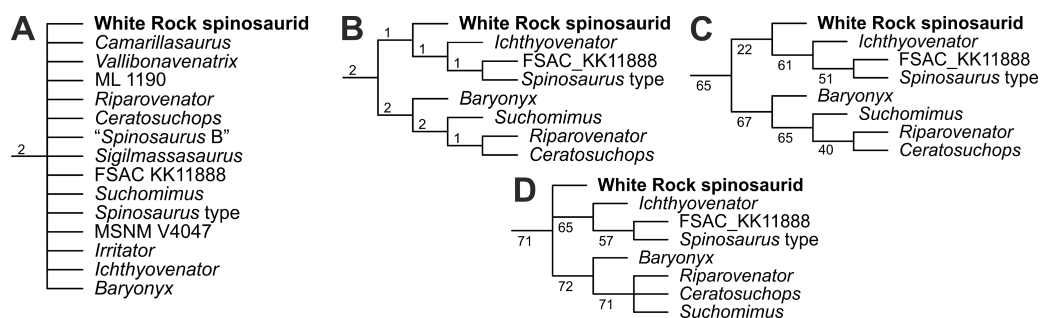 A
White Rock spinosaurid
Camarillasaurus
Vallibonavenatrix
ML 1190
Riparovenator
Ceratosuchops
“Spinosaurus B”
2
Sigilmassasaurus
FSAC KK11888
Suchomimus
Spinosaurus type
MSNM V4047
Irritator
Ichthyovenator
Baryonyx
B
White Rock spinosaurid
1
Ichthyovenator
1
FSAC_KK11888
1
Spinosaurus type
2
Baryonyx
2
Suchomimus
2
Riparovenator
1
Ceratosuchops
C
White Rock spinosaurid
22
Ichthyovenator
61
FSAC_KK11888
51
Spinosaurus type
65
Baryonyx
67
Suchomimus
65
Riparovenator
40
Ceratosuchops
D
White Rock spinosaurid
Ichthyovenator
65
FSAC_KK11888
57
Spinosaurus type
71
Baryonyx
72
Riparovenator
71
Ceratosuchops
Suchomimus